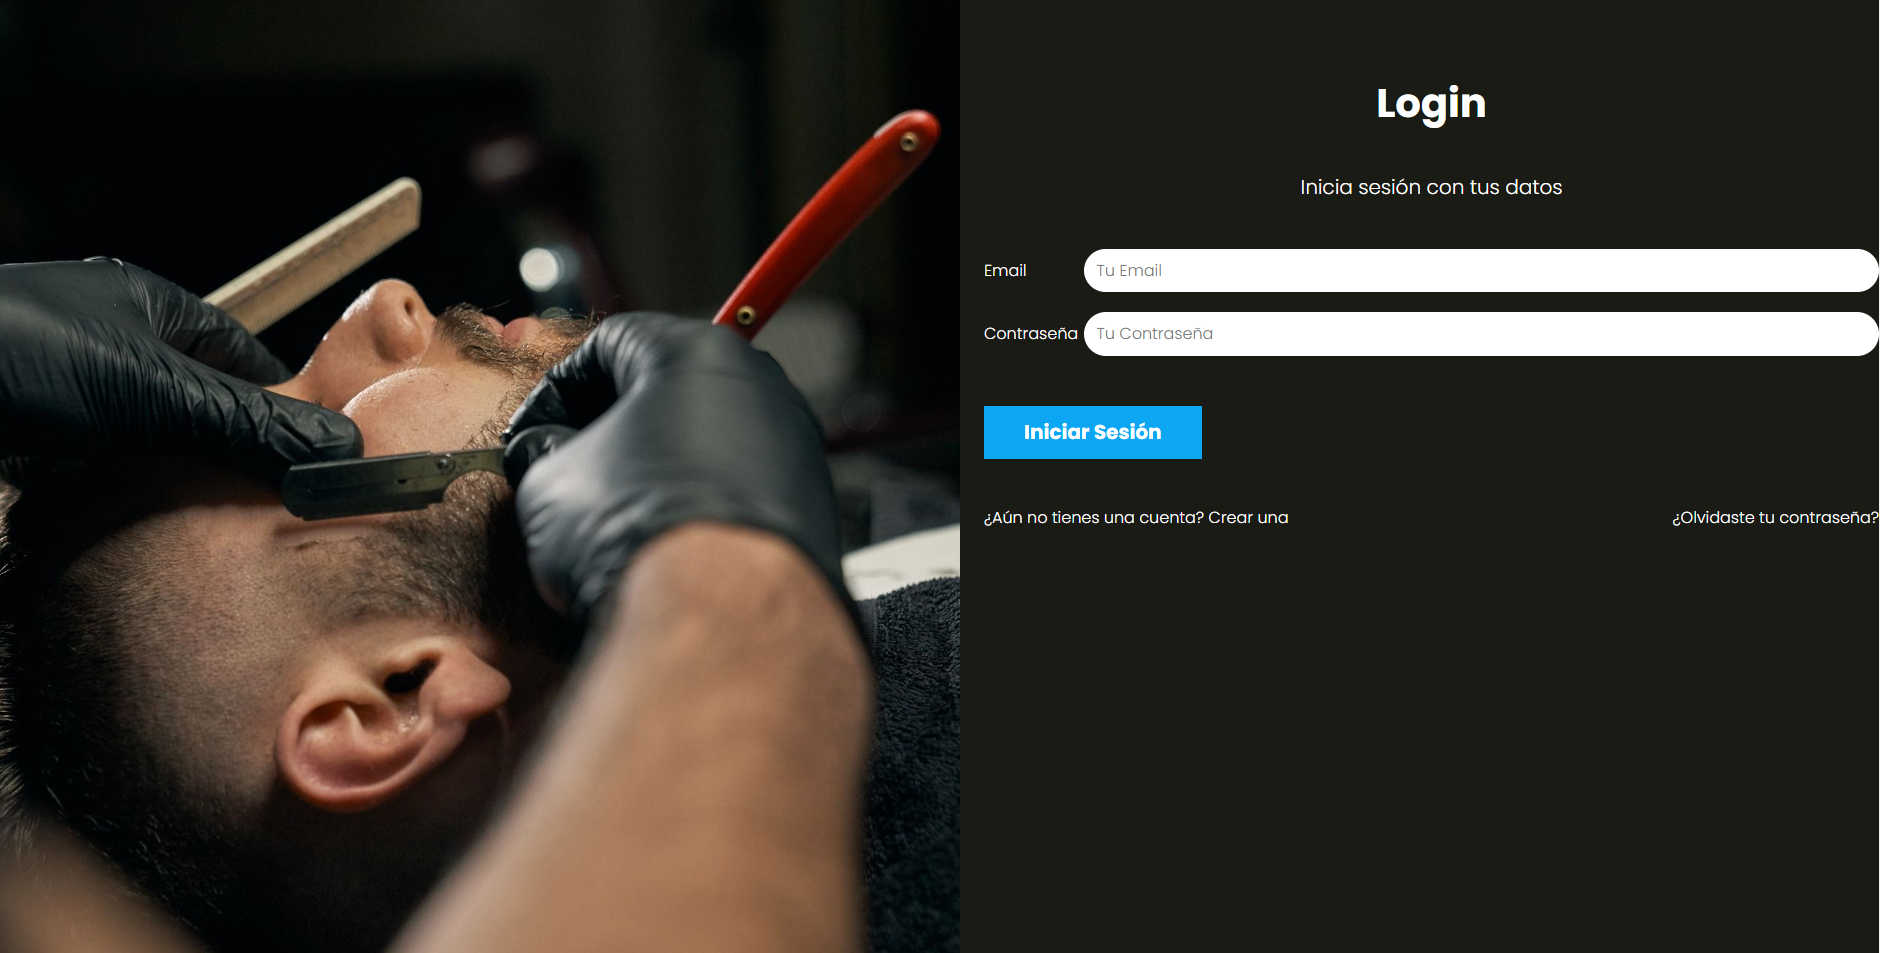 Login
Inicia sesión con tus datos
Email
Tu Email
Contraseña
Tu Contraseña
Iniciar Sesión
¿Aún no tienes una cuenta? Crear una
¿Olvidaste tu contraseña?